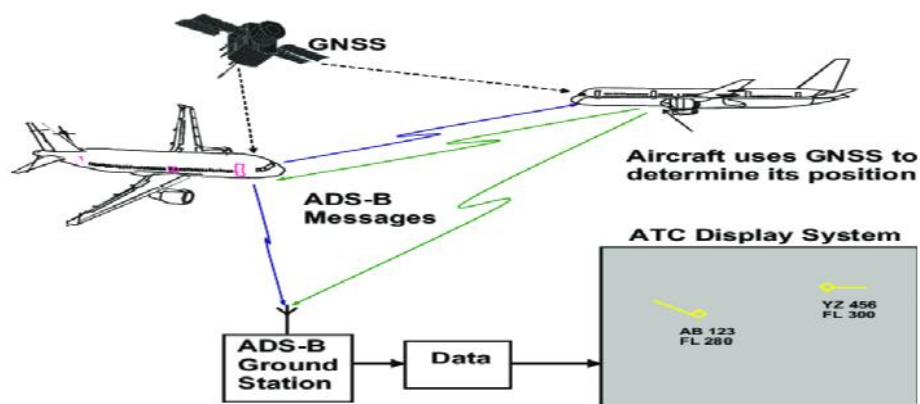 GNSS
Aircraft uses GNSS to
determine its position
ADS-B
Messages
ATC Display System
YZ 456
FL 300
AB 123
FL 280
ADS-B
Ground
Station
Data